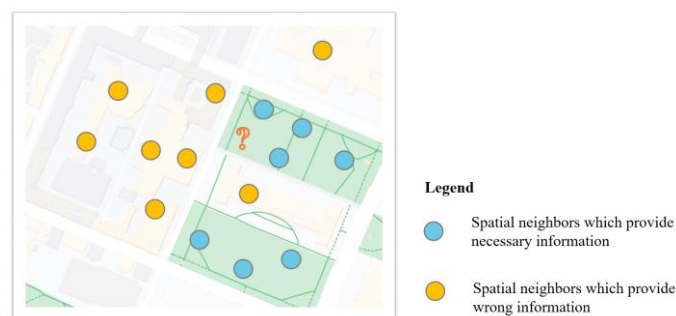 ?
Legend
Spatial neighbors which provide
necessary information
Spatial neighbors which provide
wrong information